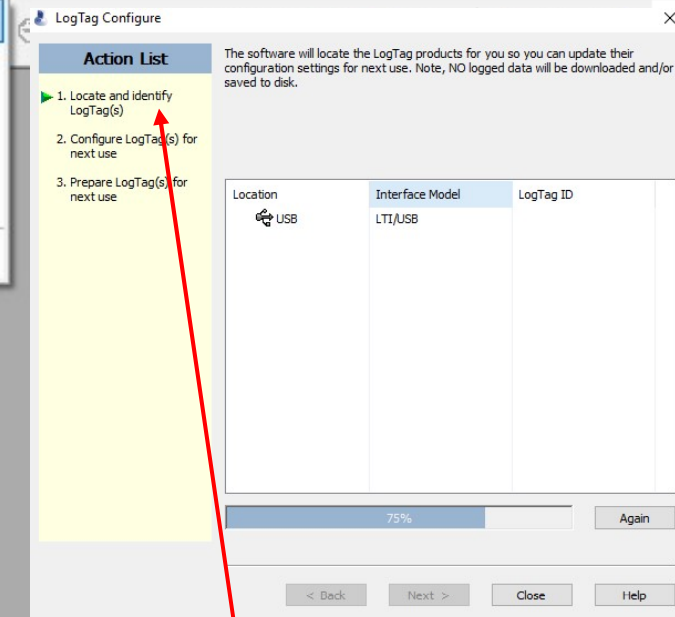 LogTag Configure
Action List
1. Locate and identify
LogTag(s)
2. Configure LogTag(s) for
next use
3. Prepare LogTag(s) for
next use
The software will locate the LogTag products for you so you can update their
configuration settings for next use. Note, NO logged data will be downloaded and/or
saved to disk.
Location Interface Model LogTag ID
USB LTI/USB
75%
Again
< Back Next > Close Help